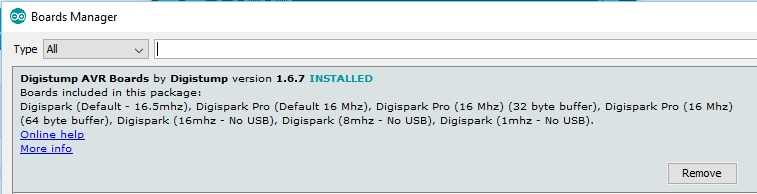 Boards Manager
Type All
Digistump AVR Boards by Digistump version 1.6.7 INSTALLED
Boards included in this package:
Digispark (Default - 16.5mhz), Digispark Pro (Default 16 Mhz), Digispark Pro (16 Mhz) (32 byte buffer), Digispark Pro (16 Mhz)
(64 byte buffer), Digispark (16mhz - No USB), Digispark (8mhz - No USB), Digispark (1mhz - No USB).
Online help
More info
Remove